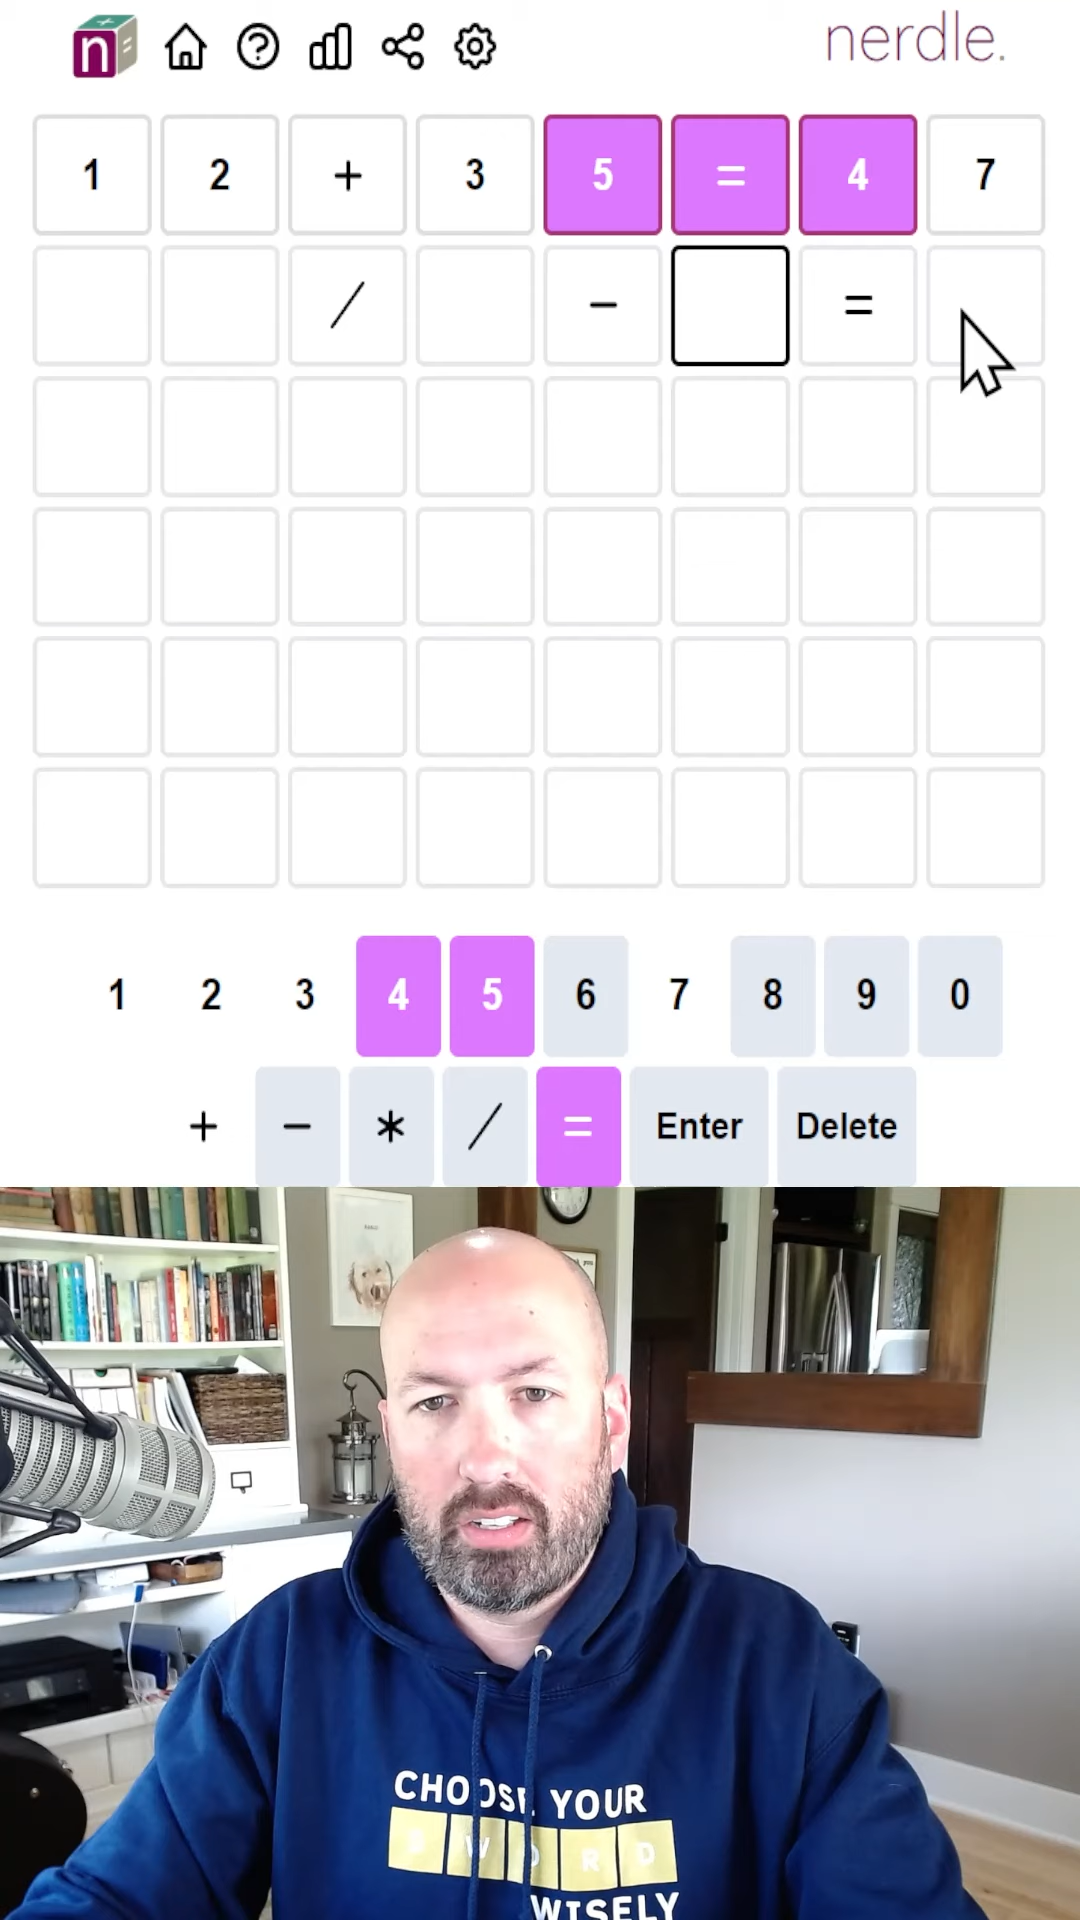 n nerdle.
1 2 + 3 5 = 4 7
/ - =
1 2 3 4 5 6 7 8 9 0
+ - * / = Enter Delete
CHOOSE YOUR
WORD
WISELY